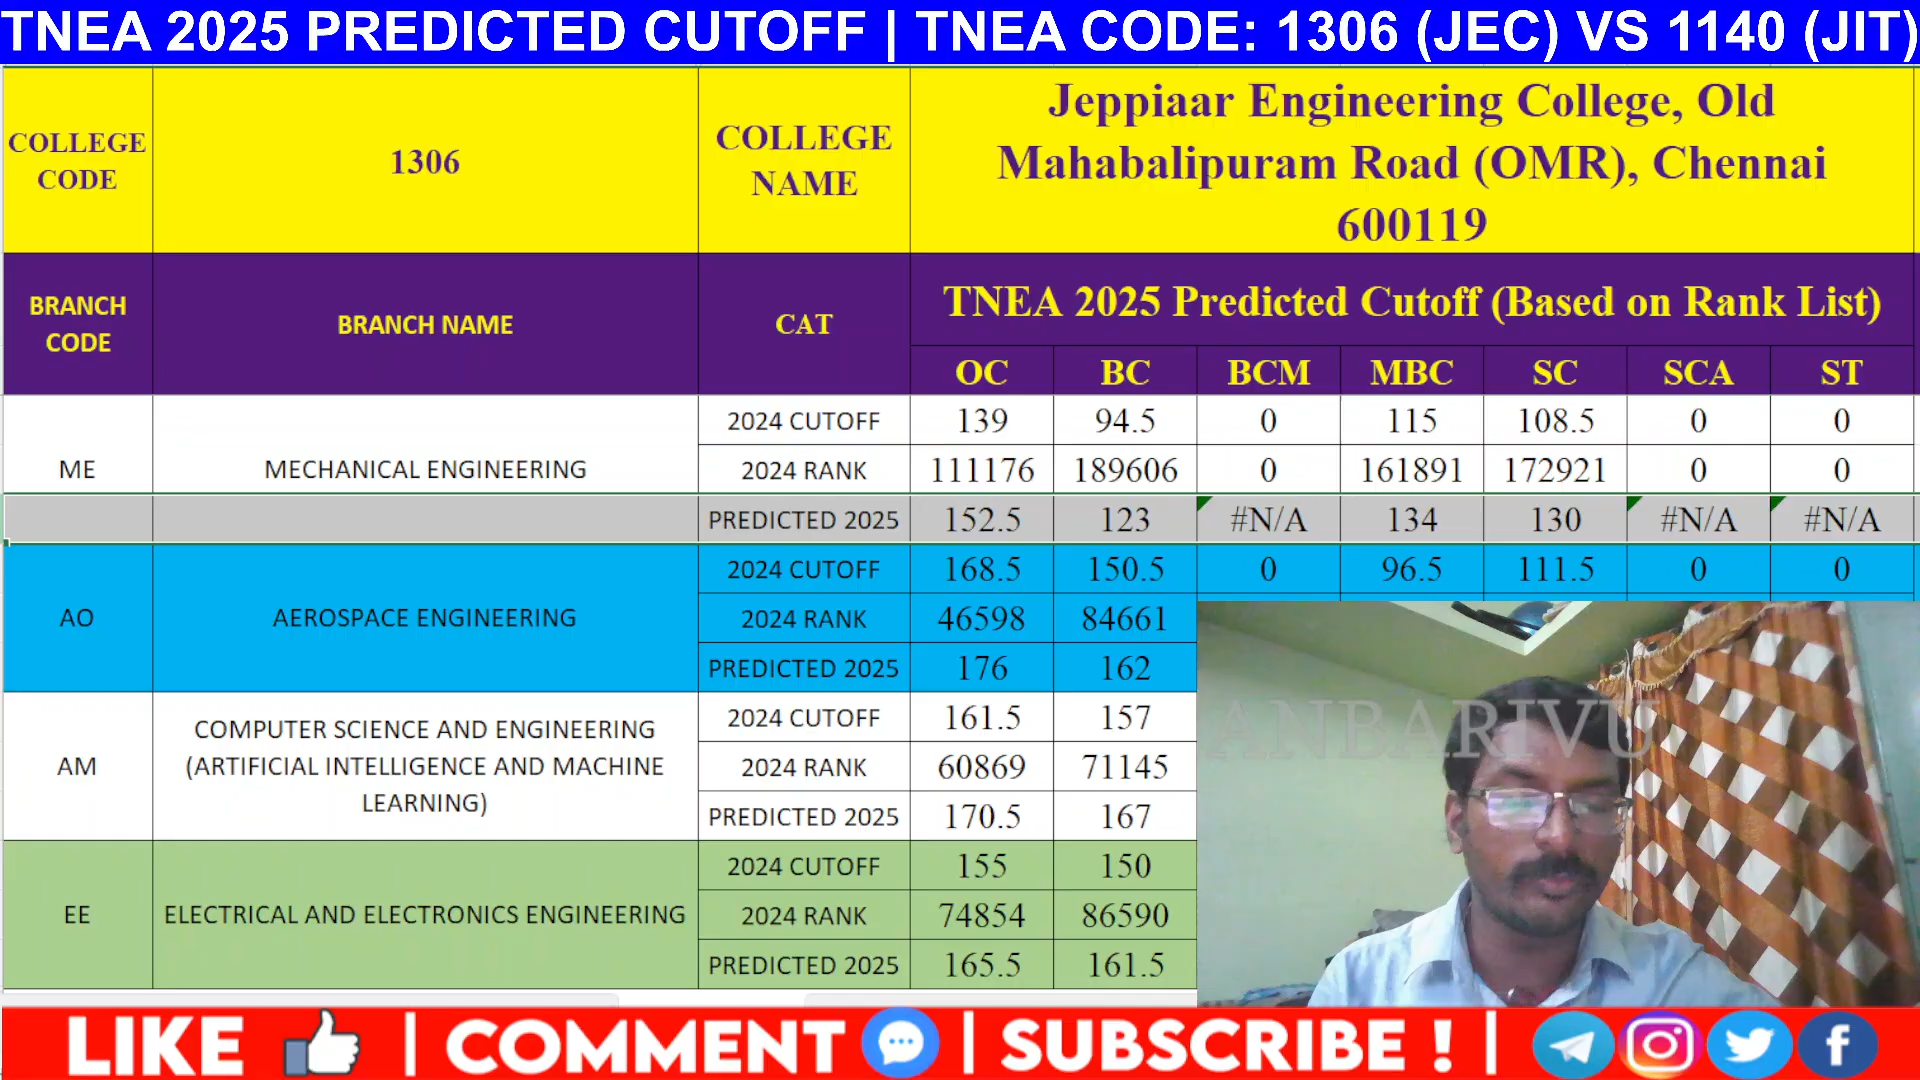 TNEA 2025 PREDICTED CUTOFF | TNEA CODE: 1306 (JEC) VS 1140 (JIT)
COLLEGE CODE 1306 COLLEGE NAME Jeppiaar Engineering College, Old Mahabalipuram Road (OMR), Chennai 600119
BRANCH CODE BRANCH NAME CAT TNEA 2025 Predicted Cutoff (Based on Rank List)
OC BC BCM MBC SC SCA ST
ME MECHANICAL ENGINEERING 2024 CUTOFF 139 94.5 0 115 108.5 0 0
2024 RANK 111176 189606 0 161891 172921 0 0
PREDICTED 2025 152.5 123 #N/A 134 130 #N/A #N/A
AO AEROSPACE ENGINEERING 2024 CUTOFF 168.5 150.5 0 96.5 111.5 0 0
2024 RANK 46598 84661
PREDICTED 2025 176 162
AM COMPUTER SCIENCE AND ENGINEERING (ARTIFICIAL INTELLIGENCE AND MACHINE LEARNING) 2024 CUTOFF 161.5 157
2024 RANK 60869 71145
PREDICTED 2025 170.5 167
EE ELECTRICAL AND ELECTRONICS ENGINEERING 2024 CUTOFF 155 150
2024 RANK 74854 86590
PREDICTED 2025 165.5 161.5
ANBARIVU
LIKE | COMMENT | SUBSCRIBE ! |